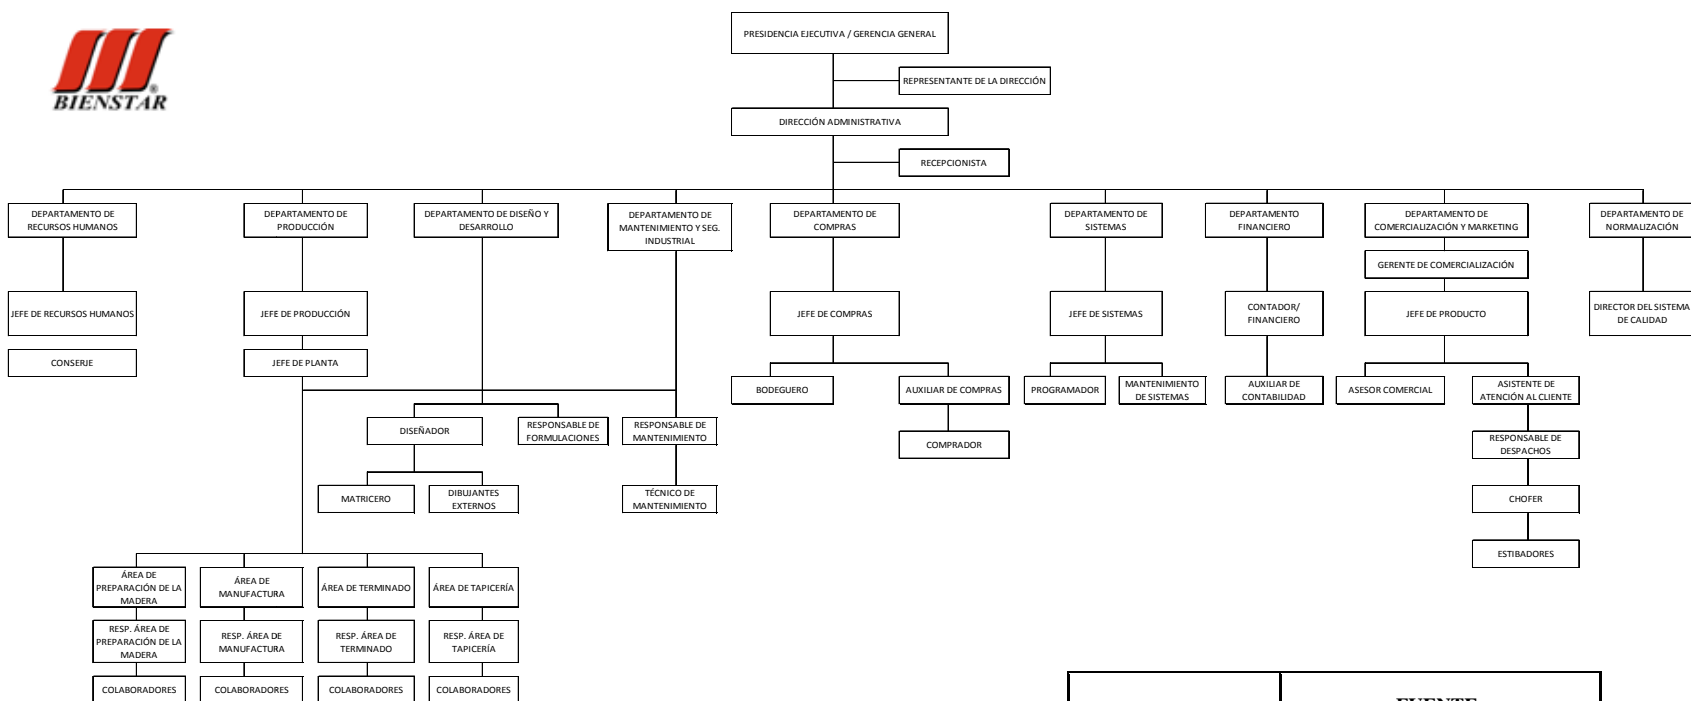 BIENSTAR
®
PRESIDENCIA EJECUTIVA / GERENCIA GENERAL
REPRESENTANTE DE LA DIRECCIÓN
DIRECCIÓN ADMINISTRATIVA
RECEPCIONISTA
DEPARTAMENTO DE
RECURSOS HUMANOS
DEPARTAMENTO DE
PRODUCCIÓN
DEPARTAMENTO DE DISEÑO Y
DESARROLLO
DEPARTAMENTO DE
MANTENIMIENTO Y SEG.
INDUSTRIAL
DEPARTAMENTO DE
COMPRAS
DEPARTAMENTO DE
SISTEMAS
DEPARTAMENTO
FINANCIERO
DEPARTAMENTO DE
COMERCIALIZACIÓN Y MARKETING
DEPARTAMENTO DE
NORMALIZACIÓN
GERENTE DE COMERCIALIZACIÓN
JEFE DE RECURSOS HUMANOS
JEFE DE PRODUCCIÓN
JEFE DE COMPRAS
JEFE DE SISTEMAS
CONTADOR/
FINANCIERO
JEFE DE PRODUCTO
DIRECTOR DEL SISTEMA
DE CALIDAD
CONSERJE
JEFE DE PLANTA
BODEGUERO
AUXILIAR DE COMPRAS
PROGRAMADOR
MANTENIMIENTO
DE SISTEMAS
AUXILIAR DE
CONTABILIDAD
ASESOR COMERCIAL
ASISTENTE DE
ATENCIÓN AL CLIENTE
DISEÑADOR
RESPONSABLE DE
FORMULACIONES
RESPONSABLE DE
MANTENIMIENTO
COMPRADOR
RESPONSABLE DE
DESPACHOS
MATRICERO
DIBUJANTES
EXTERNOS
TÉCNICO DE
MANTENIMIENTO
CHOFER
ESTIBADORES
ÁREA DE
PREPARACIÓN DE LA
MADERA
ÁREA DE
MANUFACTURA
ÁREA DE TERMINADO
ÁREA DE TAPICERÍA
RESP. ÁREA DE
PREPARACIÓN DE LA
MADERA
RESP. ÁREA DE
MANUFACTURA
RESP. ÁREA DE
TERMINADO
RESP. ÁREA DE
TAPICERÍA
COLABORADORES
COLABORADORES
COLABORADORES
COLABORADORES